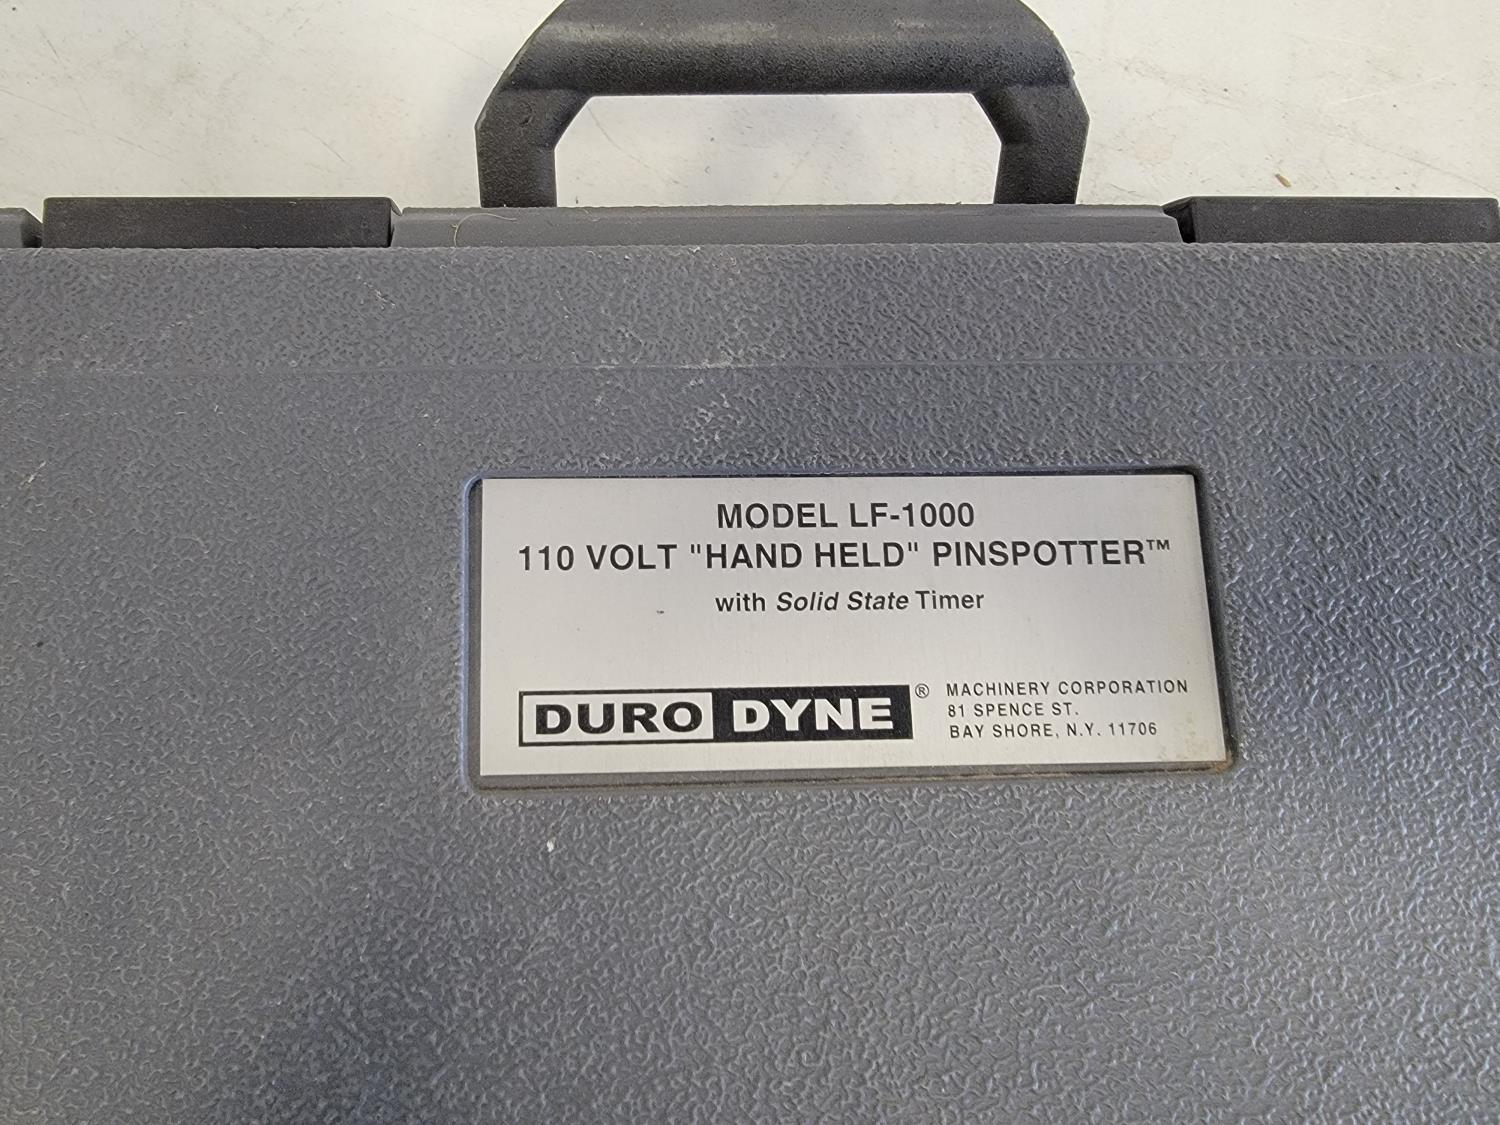 MODEL LF-1000
110 VOLT "HAND HELD" PINSPOTTER™
with Solid State Timer
DURO DYNE®
MACHINERY CORPORATION
81 SPENCE ST.
BAY SHORE, N.Y. 11706